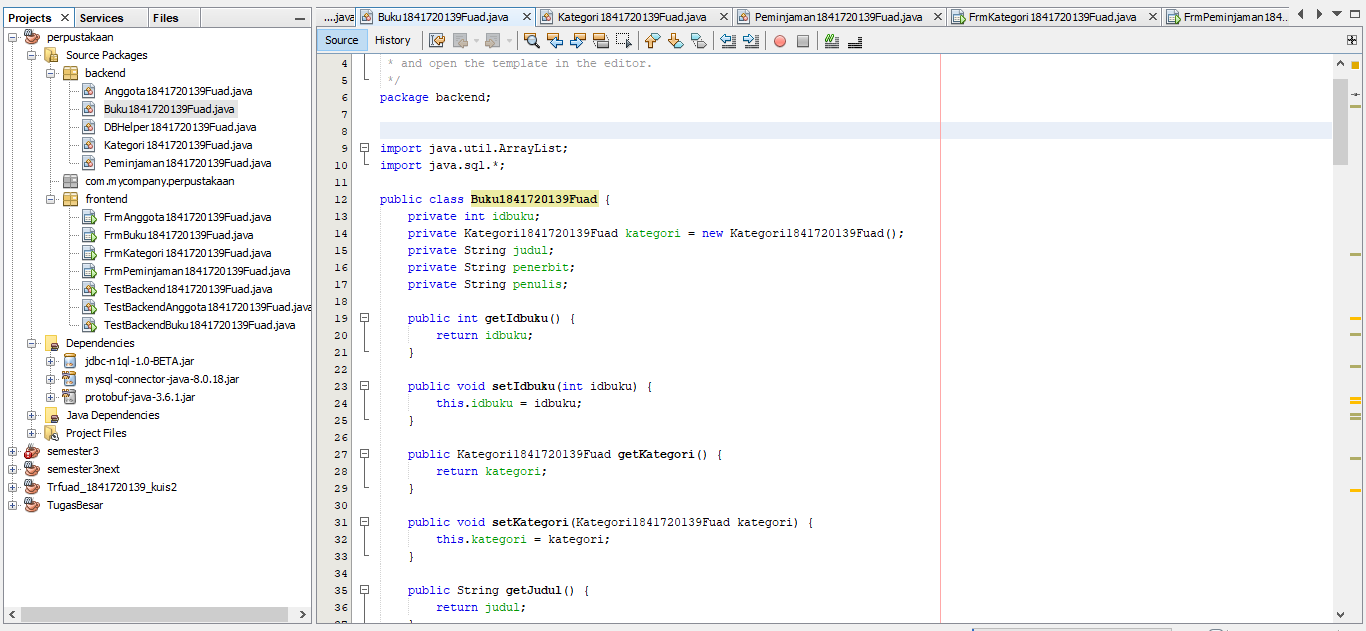 Projects
Services
Files
perpustakaan
Source Packages
backend
Anggota1841720139Fuad.java
Buku1841720139Fuad.java
DBHelper1841720139Fuad.java
Kategori1841720139Fuad.java
Peminjaman1841720139Fuad.java
com.mycompany.perpustakaan
frontend
FrmAnggota1841720139Fuad.java
FrmBuku1841720139Fuad.java
FrmKategori1841720139Fuad.java
FrmPeminjaman1841720139Fuad.java
TestBackend1841720139Fuad.java
TestBackendAnggota1841720139Fuad.java
TestBackendBuku1841720139Fuad.java
Dependencies
jdbc-n1ql-1.0-BETA.jar
mysql-connector-java-8.0.18.jar
protobuf-java-3.6.1.jar
Java Dependencies
Project Files
semester3
semester3next
Trfuad_1841720139_kuis2
TugasBesar
....java
Buku1841720139Fuad.java
Kategori1841720139Fuad.java
Peminjaman1841720139Fuad.java
FrmKategori1841720139Fuad.java
FrmPeminjaman184...
Source
History
4 * and open the template in the editor.
5 */
6 package backend;
7
8
9 import java.util.ArrayList;
10 import java.sql.*;
11
12 public class Buku1841720139Fuad {
13 private int idbuku;
14 private Kategori1841720139Fuad kategori = new Kategori1841720139Fuad();
15 private String judul;
16 private String penerbit;
17 private String penulis;
18
19 public int getIdbuku() {
20 return idbuku;
21 }
22
23 public void setIdbuku(int idbuku) {
24 this.idbuku = idbuku;
25 }
26
27 public Kategori1841720139Fuad getKategori() {
28 return kategori;
29 }
30
31 public void setKategori(Kategori1841720139Fuad kategori) {
32 this.kategori = kategori;
33 }
34
35 public String getJudul() {
36 return judul;